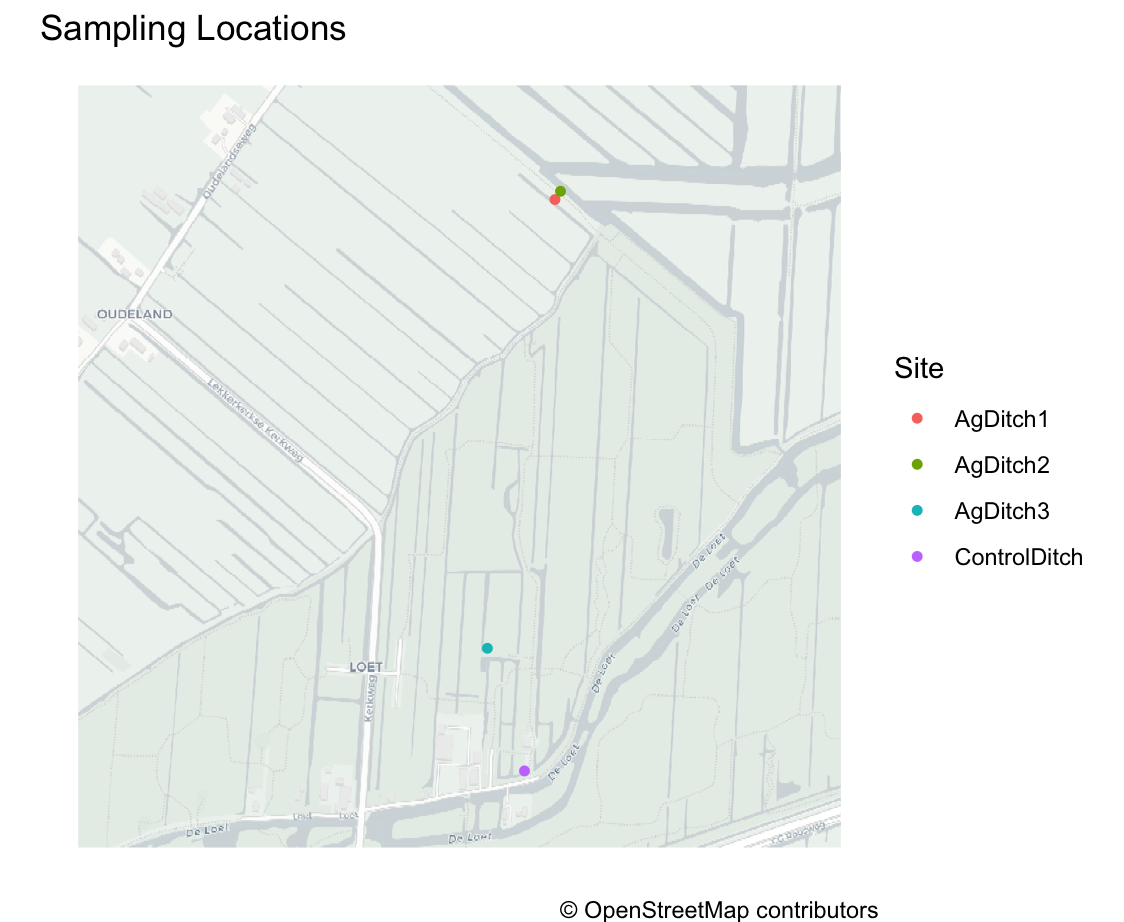 Sampling Locations
Oudelandseweg
OUDELAND
Lekkerkerkse Kerkweg
Site
AgDitch1
AgDitch2
AgDitch3
ControlDitch
De Loet
De Loet
De Loet
De Loet
LOET
Kerkweg
De Loet
Loet
Loet
De Loet
De Loet
© OpenStreetMap contributors